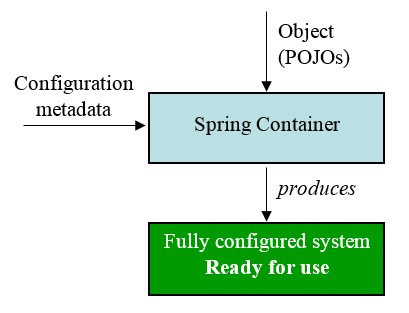 Object
(POJOs)
Configuration
metadata
Spring Container
produces
Fully configured system
Ready for use